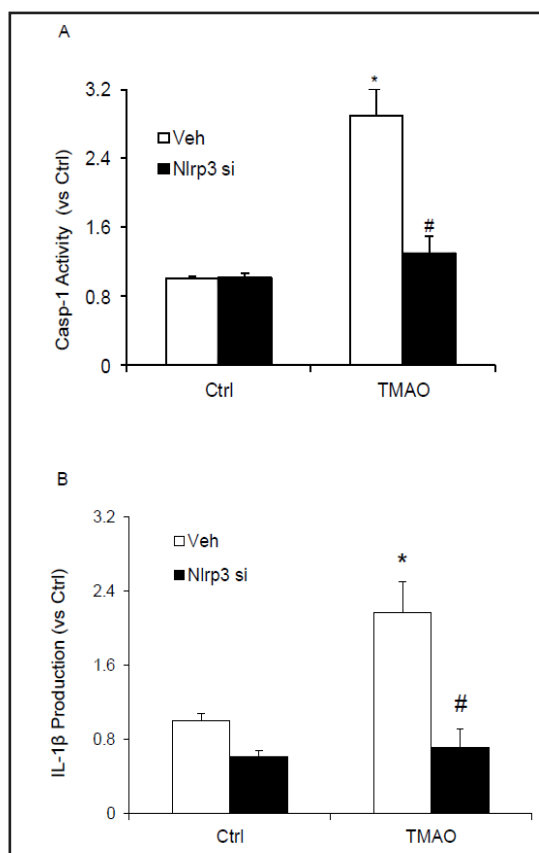 A
Casp-1 Activity (vs Ctrl)
3.2
2.4
1.6
0.8
0
Veh
Nlrp3 si
*
#
Ctrl
TMAO
B
IL-1β Production (vs Ctrl)
3.2
2.4
1.6
0.8
0
Veh
Nlrp3 si
*
#
Ctrl
TMAO